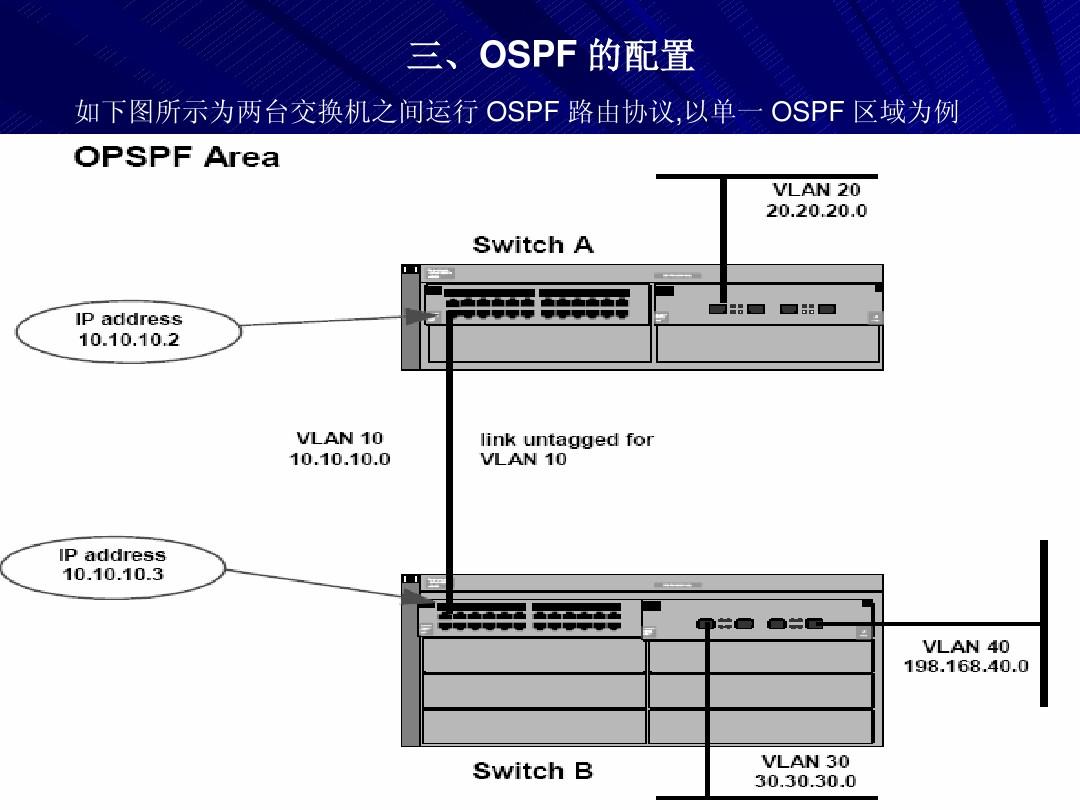 三、OSPF 的配置
如下图所示为两台交换机之间运行 OSPF 路由协议,以单一 OSPF 区域为例
OPSPF Area
VLAN 20
20.20.20.0
Switch A
IP address
10.10.10.2
VLAN 10
10.10.10.0
link untagged for
VLAN 10
IP address
10.10.10.3
VLAN 40
198.168.40.0
Switch B
VLAN 30
30.30.30.0